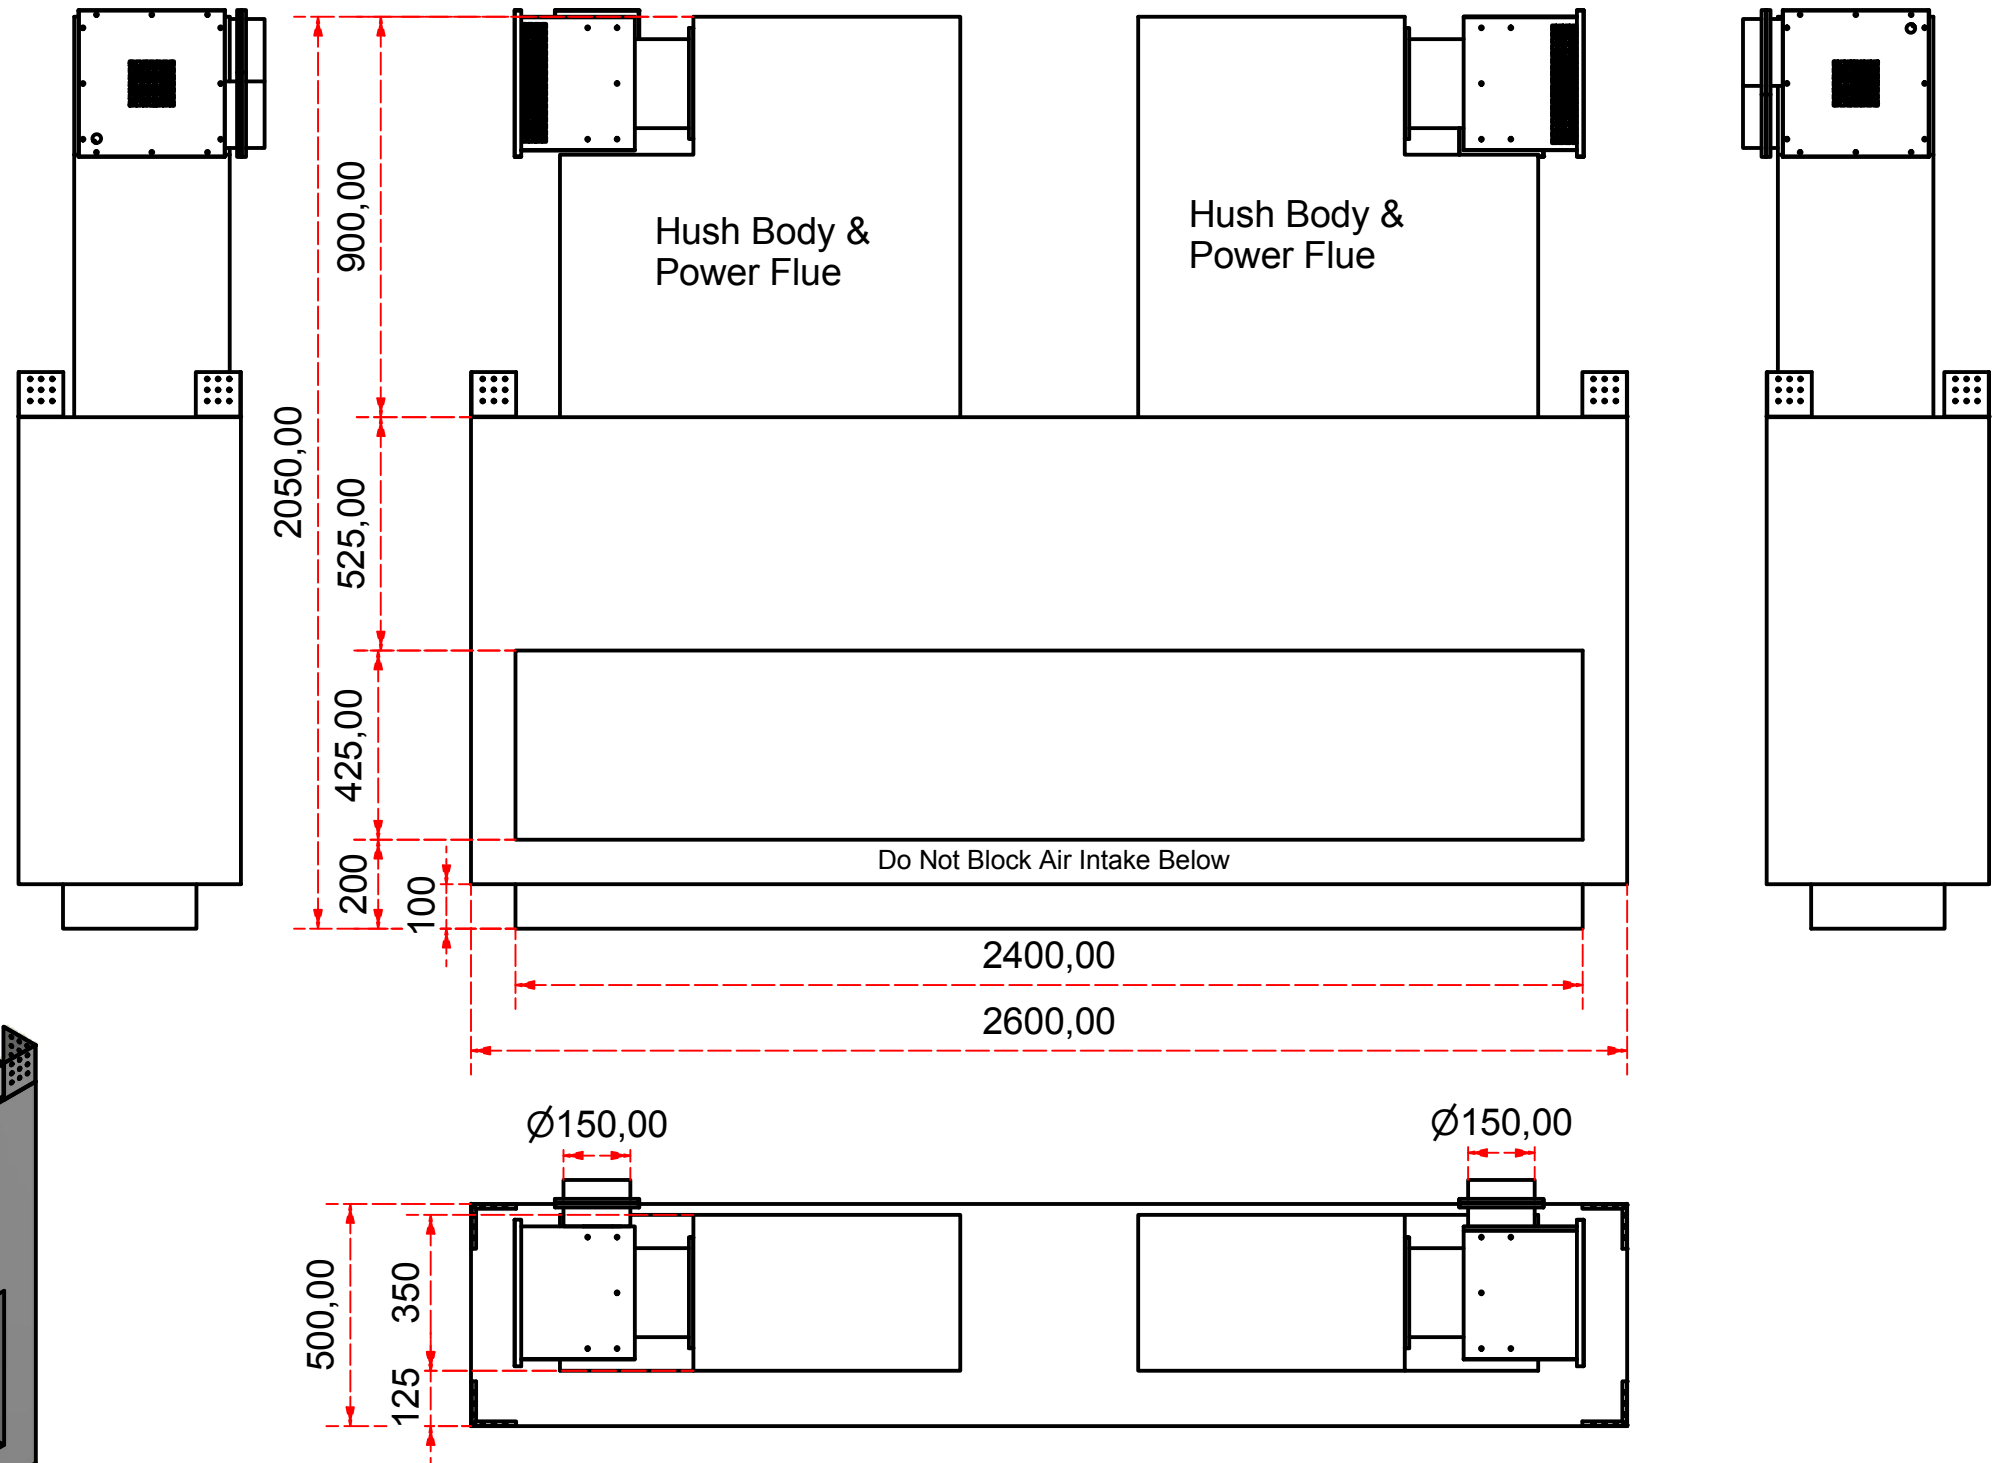 Hush Body &
Power Flue
Hush Body &
Power Flue
900,00
2050,00
525,00
425,00
200
100
Do Not Block Air Intake Below
2400,00
2600,00
Ø150,00
Ø150,00
500,00
350
125